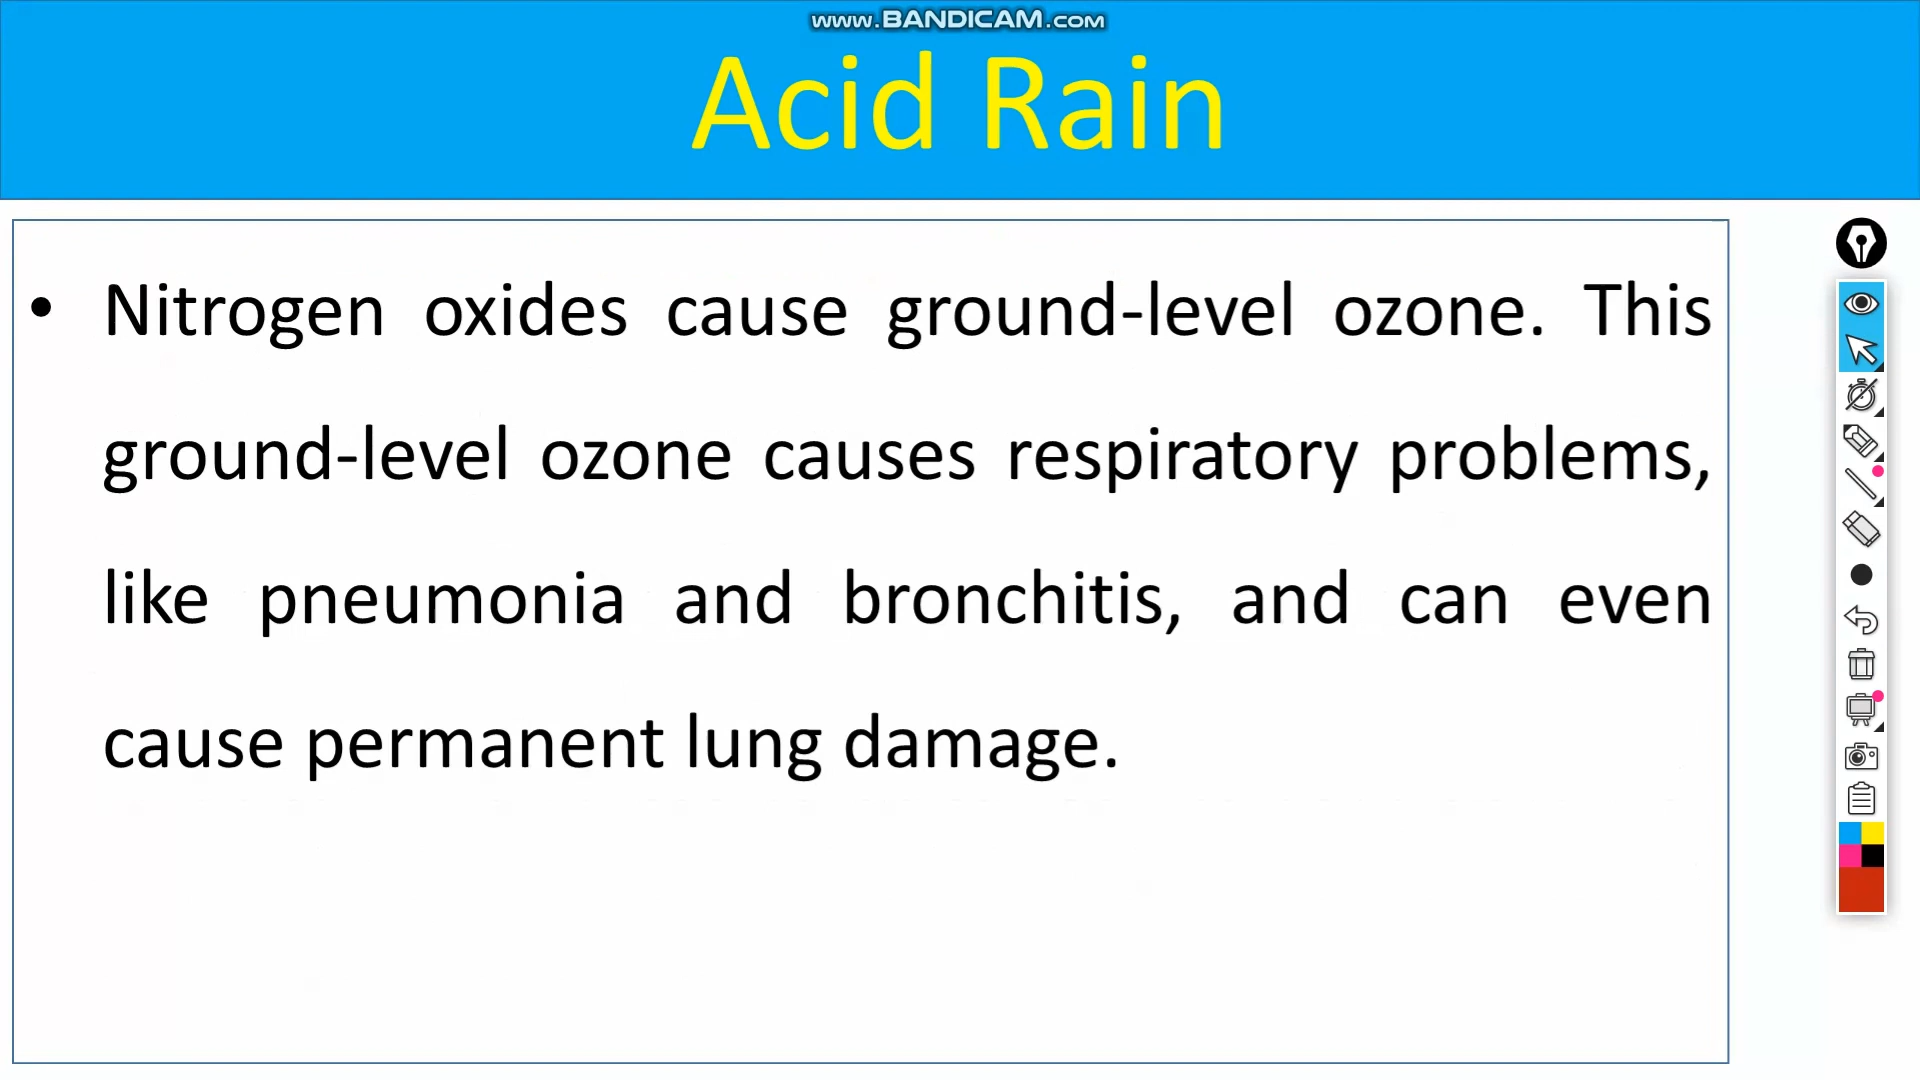 www.BANDICAM.com
Acid Rain
• Nitrogen oxides cause ground-level ozone. This
ground-level ozone causes respiratory problems,
like pneumonia and bronchitis, and can even
cause permanent lung damage.